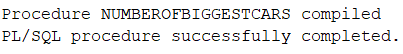 Procedure NUMBEROFBIGGESTCARS compiled
PL/SQL procedure successfully completed.